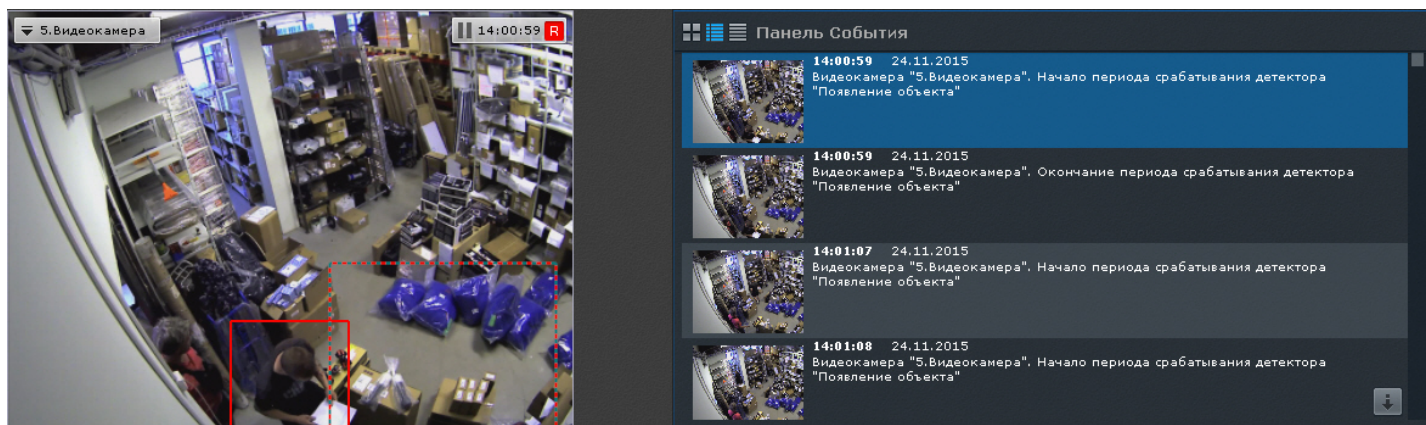 5.Видеокамера
14:00:59 R
Панель События
14:00:59 24.11.2015
Видеокамера "5.Видеокамера". Начало периода срабатывания детектора
"Появление объекта"
14:00:59 24.11.2015
Видеокамера "5.Видеокамера". Окончание периода срабатывания детектора
"Появление объекта"
14:01:07 24.11.2015
Видеокамера "5.Видеокамера". Начало периода срабатывания детектора
"Появление объекта"
14:01:08 24.11.2015
Видеокамера "5.Видеокамера". Начало периода срабатывания детектора
"Появление объекта"